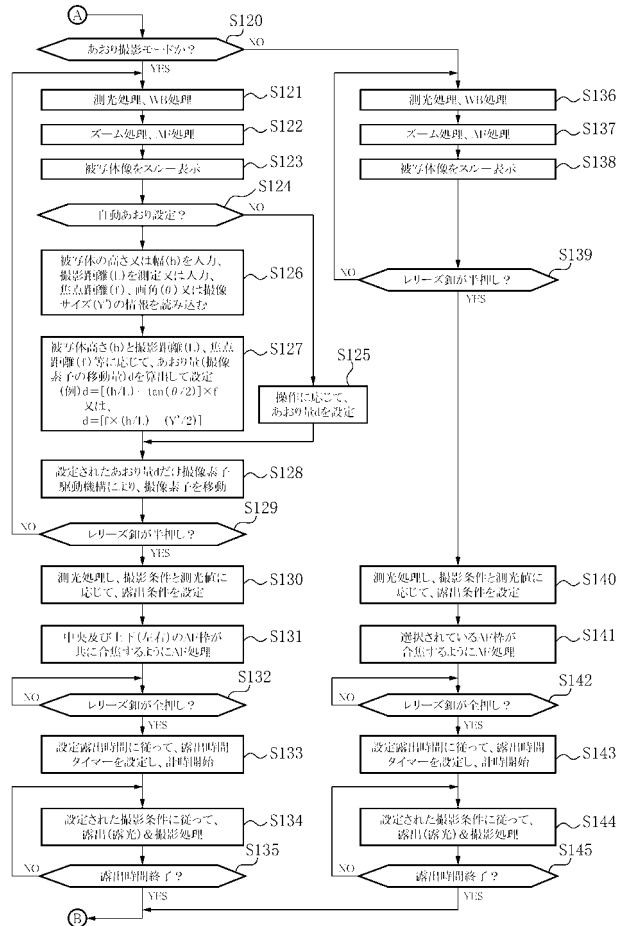 A
S120
あおり撮影モードか？
NO
YES
測光処理、WB処理
S121
ズーム処理、AF処理
S122
被写体像をスルー表示
S123
S124
自動あおり設定？
NO
YES
被写体の高さ又は幅(h)を入力、
撮影距離(L)を測定又は入力、
焦点距離(f)、画角(θ)又は撮像
サイズ(Y')の情報を読み込む
S126
被写体高さ(h)と撮影距離(L)、焦点
距離(f)等に応じて、あおり量(撮像
素子の移動量)dを算出して設定
(例)d=[(h/L)- tan(θ/2)]×f
又は、
d=[f×(h/L) (Y'/2)]
S127
S125
操作に応じて、
あおり量dを設定
設定されたあおり量dだけ撮像素子
駆動機構により、撮像素子を移動
S128
S129
レリーズ釦が半押し？
NO
YES
測光処理し、撮影条件と測光値に
応じて、露出条件を設定
S130
中央及び上下(左右)のAF枠が
共に合焦するようにAF処理
S131
S132
レリーズ釦が全押し？
NO
YES
設定露出時間に従って、露出時間
タイマーを設定し、計時開始
S133
設定された撮影条件に従って、
露出(露光)＆撮影処理
S134
S135
露出時間終了？
NO
YES
B
測光処理、WB処理
S136
ズーム処理、AF処理
S137
被写体像をスルー表示
S138
S139
レリーズ釦が半押し？
NO
YES
測光処理し、撮影条件と測光値に
応じて、露出条件を設定
S140
選択されているAF枠が
合焦するようにAF処理
S141
S142
レリーズ釦が全押し？
NO
YES
設定露出時間に従って、露出時間
タイマーを設定し、計時開始
S143
設定された撮影条件に従って、
露出(露光)＆撮影処理
S144
S145
露出時間終了？
NO
YES